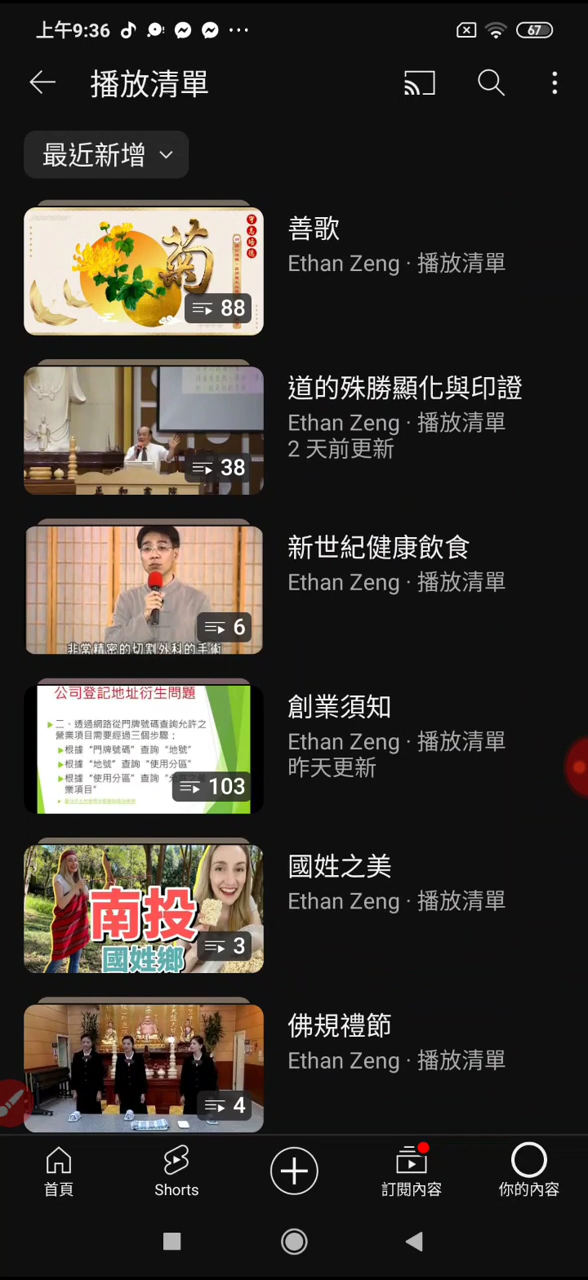 上午9:36
67
播放清單
最近新增
菊
88
善歌
Ethan Zeng · 播放清單
38
道的殊勝顯化與印證
Ethan Zeng · 播放清單
2 天前更新
非常精密的切割外科的手術
6
新世紀健康飲食
Ethan Zeng · 播放清單
公司登記地址衍生問題
二、透過網路從門牌號碼查詢允許之
營業項目需要經過三個步驟：
根據“門牌號碼”查詢“地號”
根據“地號”查詢“使用分區”
根據“使用分區”查詢
業項目”
103
創業須知
Ethan Zeng · 播放清單
昨天更新
南投
國姓鄉
3
國姓之美
Ethan Zeng · 播放清單
4
佛規禮節
Ethan Zeng · 播放清單
首頁
Shorts
訂閱內容
你的內容